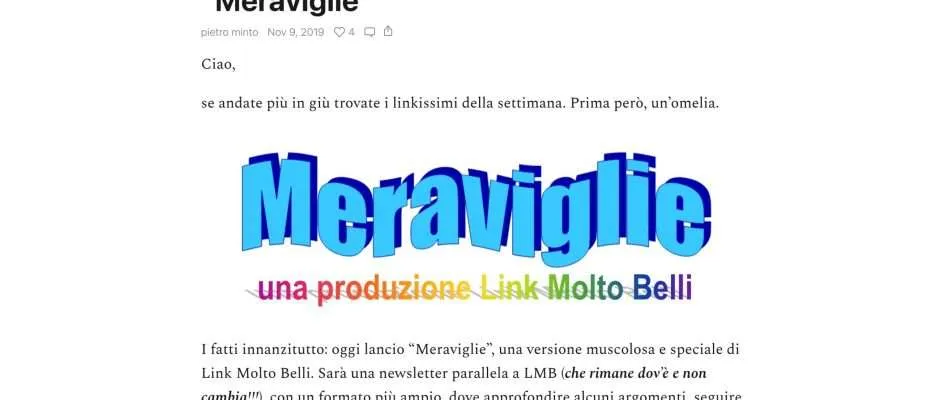 "Meraviglie"
pietro minto Nov 9, 2019 4
Ciao,
se andate più in giù trovate i linkissimi della settimana. Prima però, un'omelia.
Meraviglie
una produzione Link Molto Belli
I fatti innanzitutto: oggi lancio “Meraviglie”, una versione muscolosa e speciale di
Link Molto Belli. Sarà una newsletter parallela a LMB (che rimane dov'è e non
cambia!!!), con un formato più ampio, dove approfondire alcuni argomenti, seguire